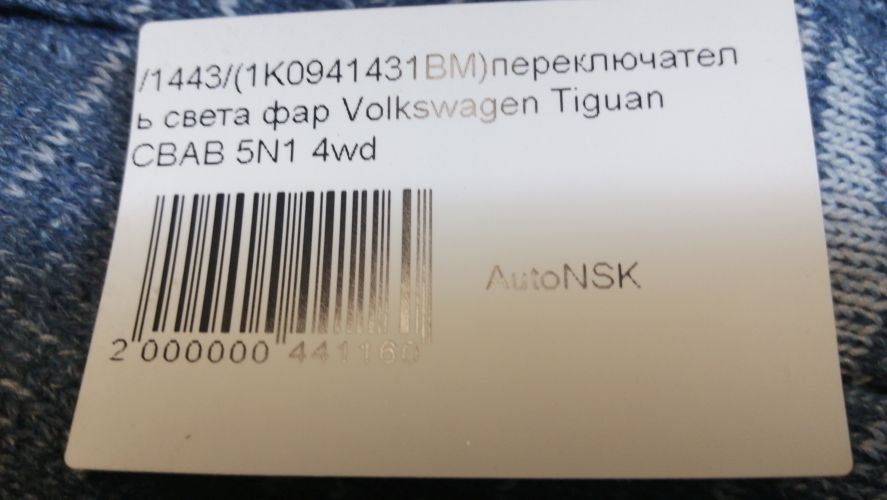 /1443/(1K0941431BM)переключател
ь света фар Volkswagen Tiguan
CBAB 5N1 4wd
AutoNSK
2 000000 441160